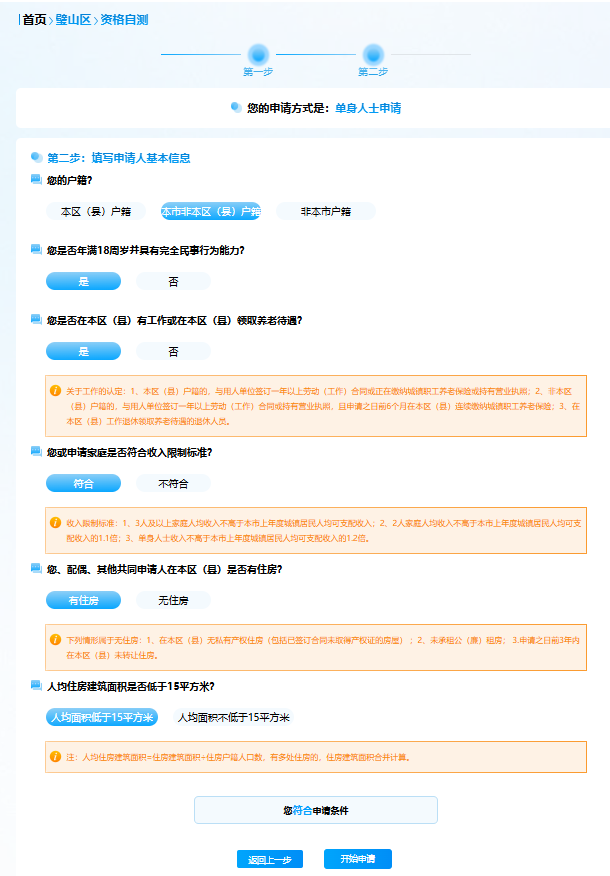 首页 > 璧山区 > 资格自测
第一步 第二步
您的申请方式是：单身人士申请
第二步：填写申请人基本信息
您的户籍?
本区（县）户籍 本市非本区（县）户籍 非本市户籍
您是否年满18周岁并具有完全民事行为能力?
是 否
您是否在本区（县）有工作或在本区（县）领取养老待遇?
是 否
关于工作的认定：1、本区（县）户籍的，与用人单位签订一年以上劳动（工作）合同或正在缴纳城镇职工养老保险或持有营业执照；2、非本区
（县）户籍的，与用人单位签订一年以上劳动（工作）合同或持有营业执照，且申请之日前6个月在本区（县）连续缴纳城镇职工养老保险；3、在
本区（县）工作退休领取养老待遇的退休人员。
您或申请家庭是否符合收入限制标准?
符合 不符合
收入限制标准：1、3人及以上家庭人均收入不高于本市上年度城镇居民人均可支配收入；2、2人家庭人均收入不高于本市上年度城镇居民人均可支
配收入的1.1倍；3、单身人士收入不高于本市上年度城镇居民人均可支配收入的1.2倍。
您、配偶、其他共同申请人在本区（县）是否有住房?
有住房 无住房
下列情形属于无住房：1、在本区（县）无私有产权住房（包括已签订合同未取得产权证的房屋）；2、未承租公（廉）租房； 3.申请之日前3年内
在本区（县）未转让住房。
人均住房建筑面积是否低于15平方米?
人均面积低于15平方米 人均面积不低于15平方米
注：人均住房建筑面积=住房建筑面积÷住房户籍人口数，有多处住房的，住房建筑面积合并计算。
您符合申请条件
返回上一步 开始申请